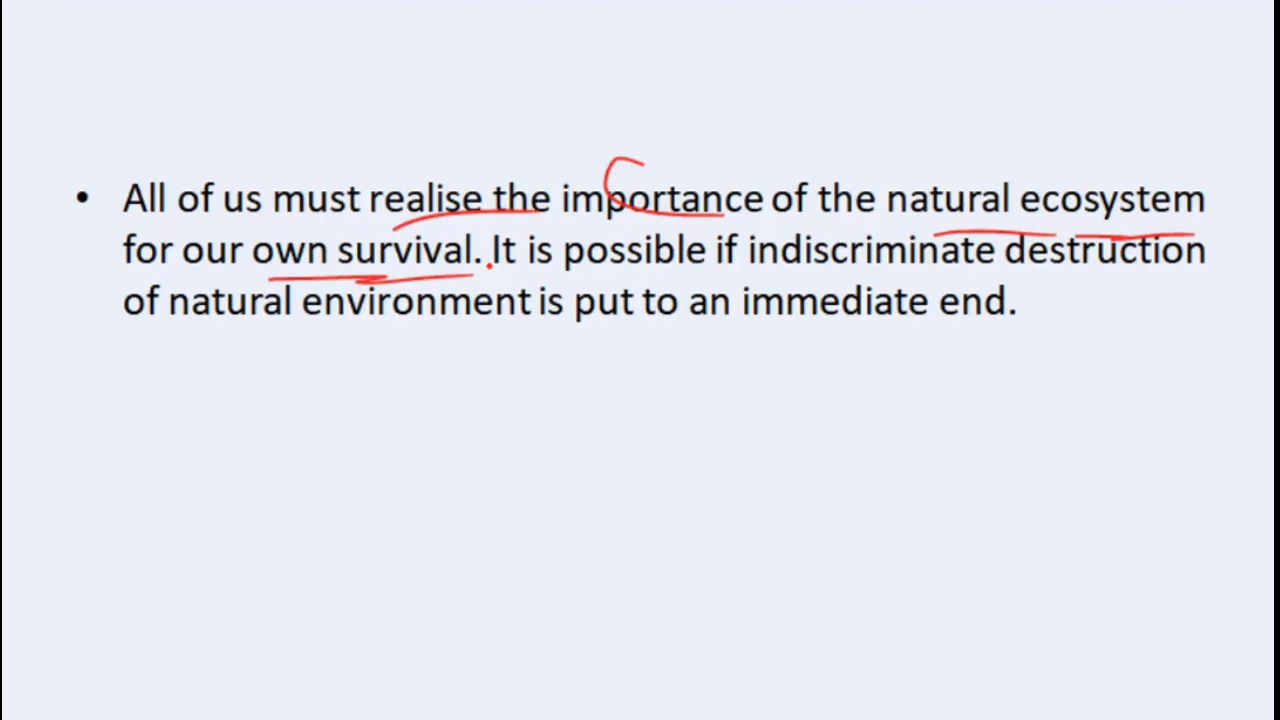 • All of us must realise the importance of the natural ecosystem
for our own survival. It is possible if indiscriminate destruction
of natural environment is put to an immediate end.